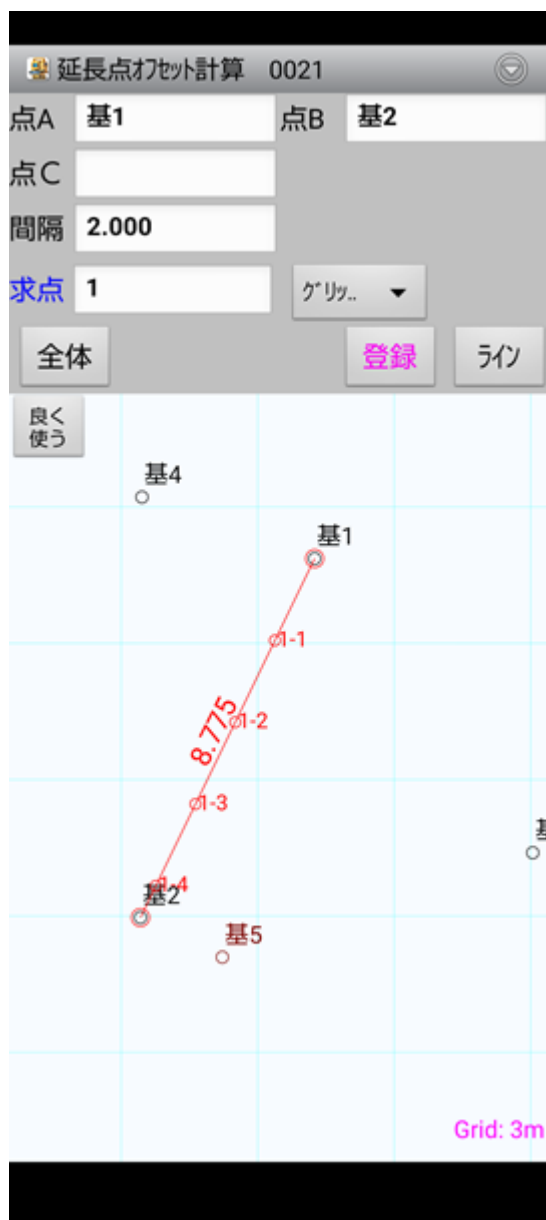 延長点ｵﾌｾｯﾄ計算 0021
点A 基1 点B 基2
点C
間隔 2.000
求点 1 ｸﾞﾘｯ..
全体 登録 ﾗｲﾝ
良く
使う
基4
基1
1-1
8.775
1-2
1-3
1-4
基2
基5
Grid: 3m